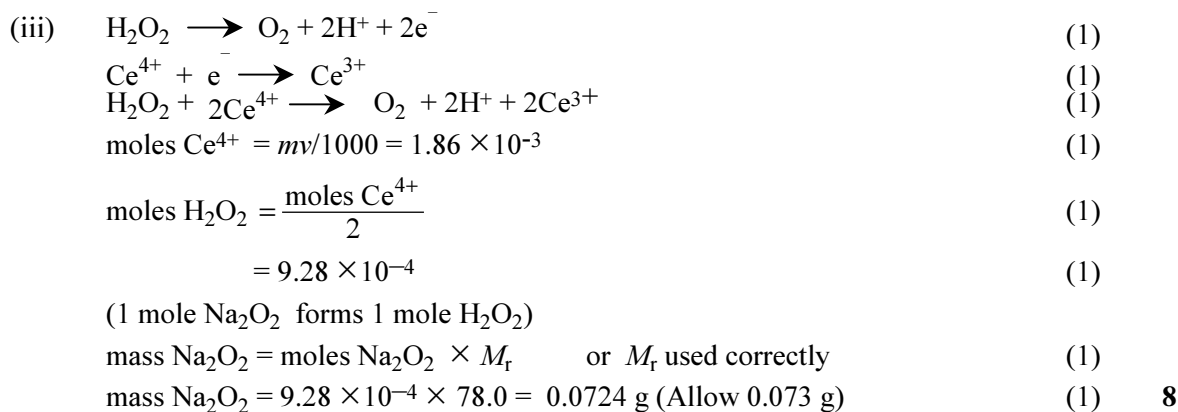 (iii) H₂O₂ ⟶ O₂ + 2H⁺ + 2e⁻ (1)
Ce⁴⁺ + e⁻ ⟶ Ce³⁺ (1)
H₂O₂ + 2Ce⁴⁺ ⟶ O₂ + 2H⁺ + 2Ce³⁺ (1)
moles Ce⁴⁺ = mv/1000 = 1.86 ×10⁻³ (1)
moles H₂O₂ = moles Ce⁴⁺ / 2 (1)
= 9.28 ×10⁻⁴ (1)
(1 mole Na₂O₂ forms 1 mole H₂O₂)
mass Na₂O₂ = moles Na₂O₂ × Mᵣ or Mᵣ used correctly (1)
mass Na₂O₂ = 9.28 ×10⁻⁴ × 78.0 = 0.0724 g (Allow 0.073 g) (1) 8